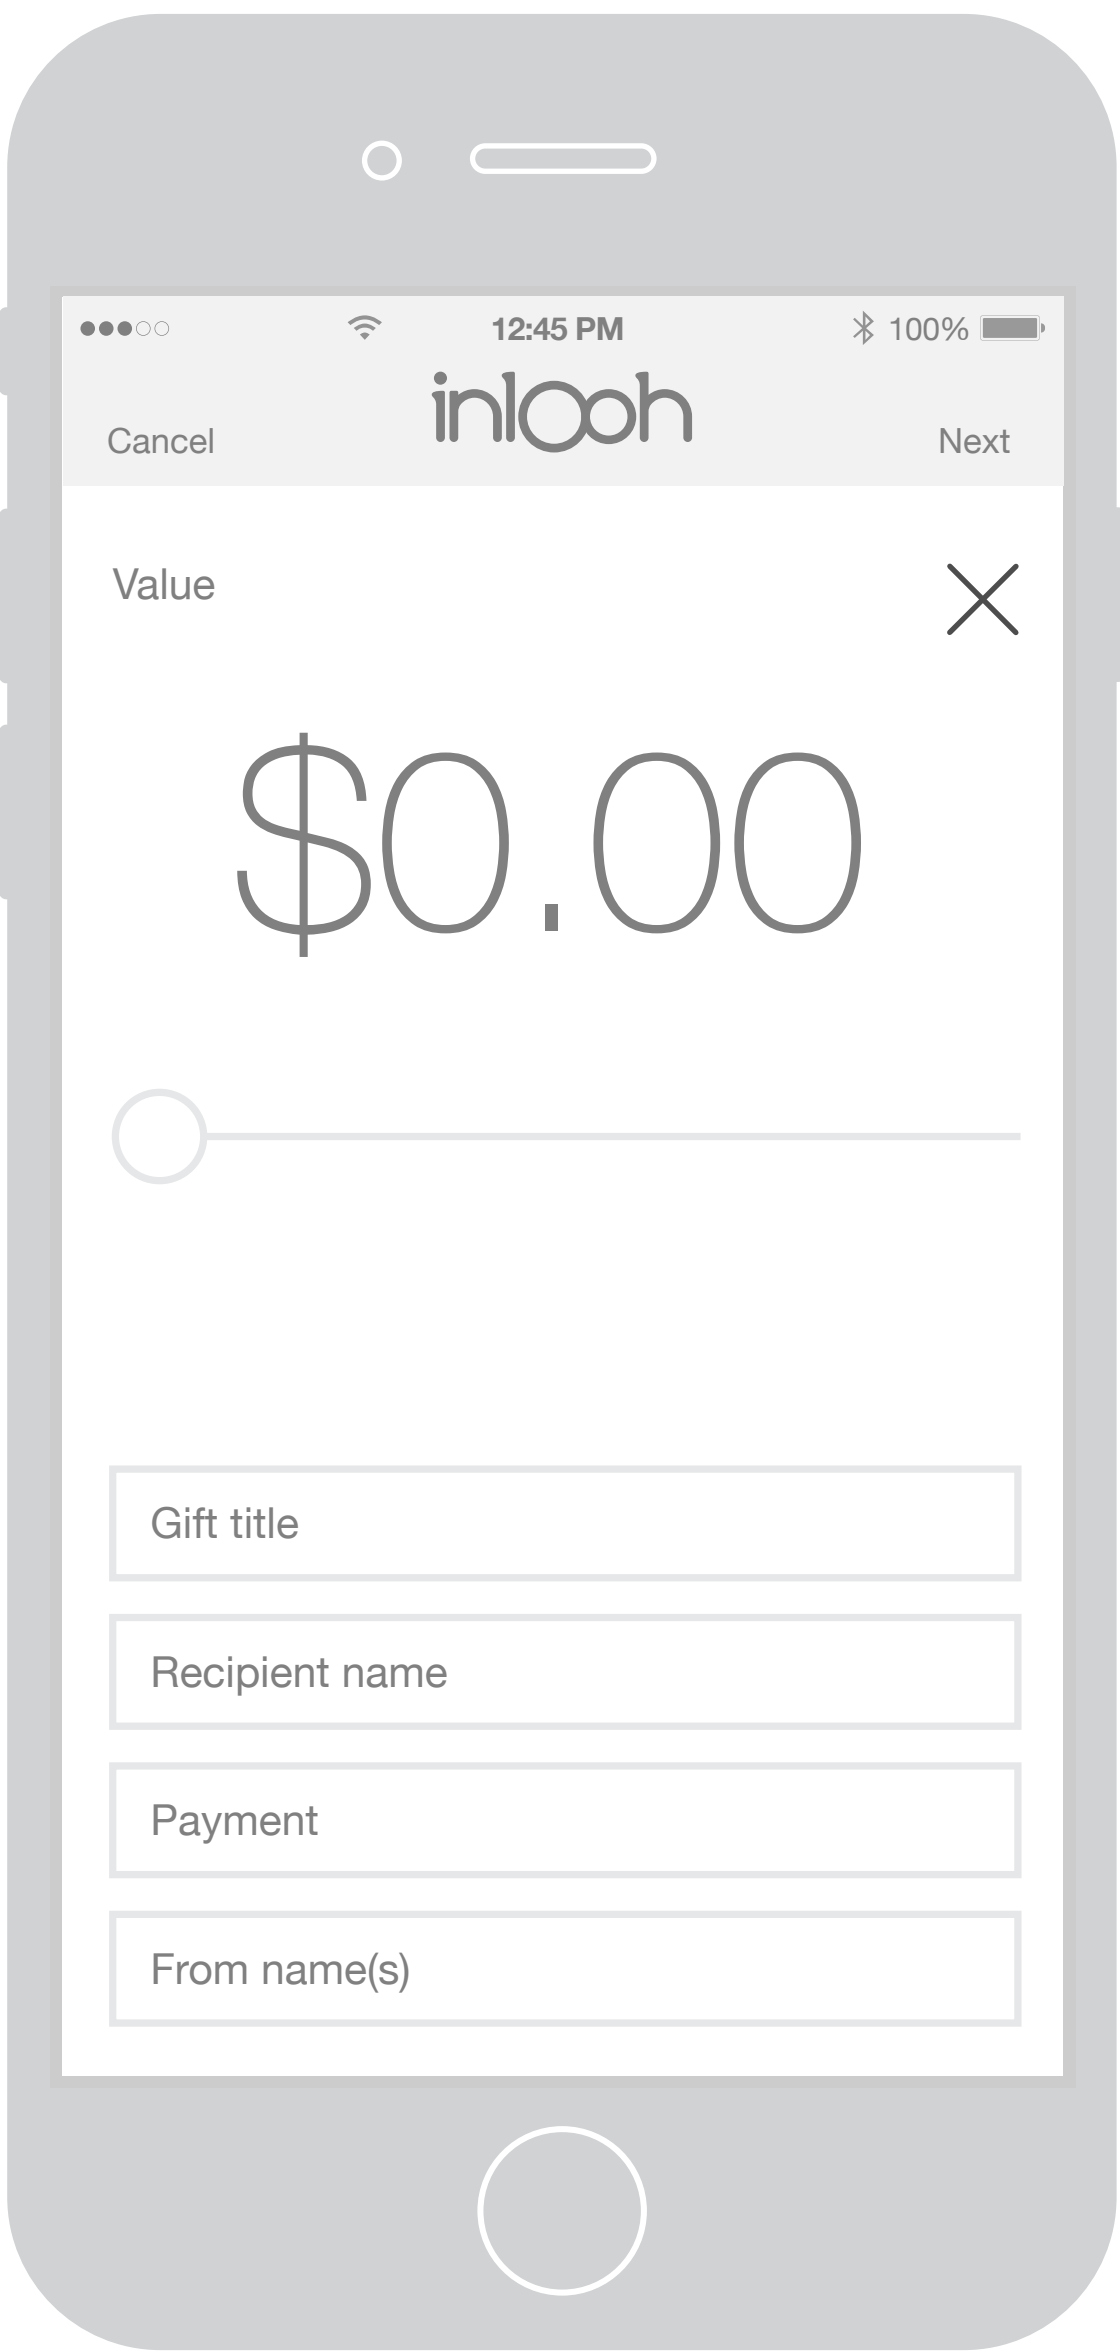 12:45 PM 100%
inlooh
Cancel Next
Value
$0.00
Gift title
Recipient name
Payment
From name(s)